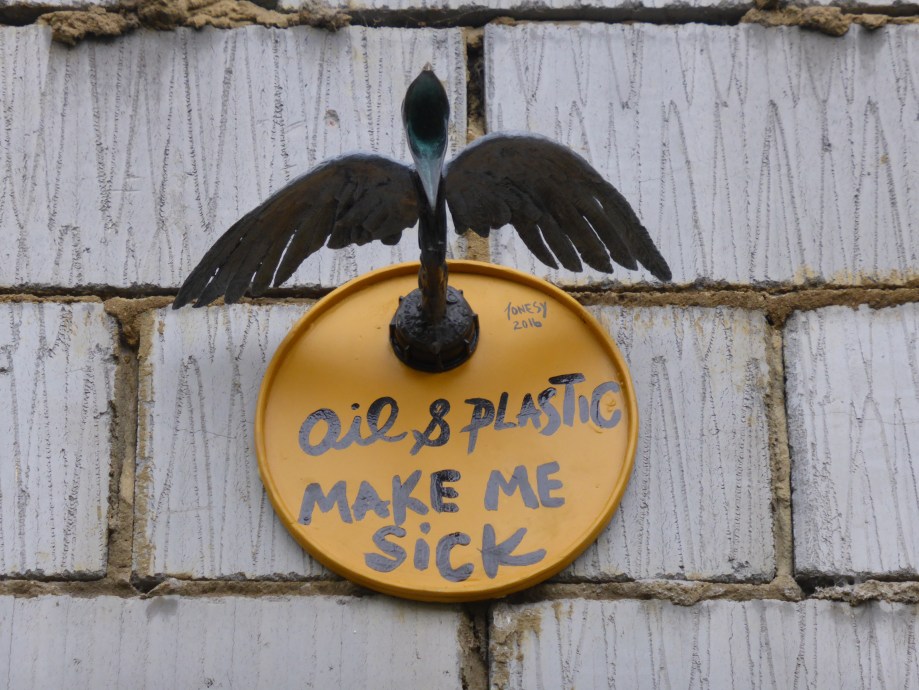 JONESY
2016
Oil & PLASTiC
MAKE ME
SiCK